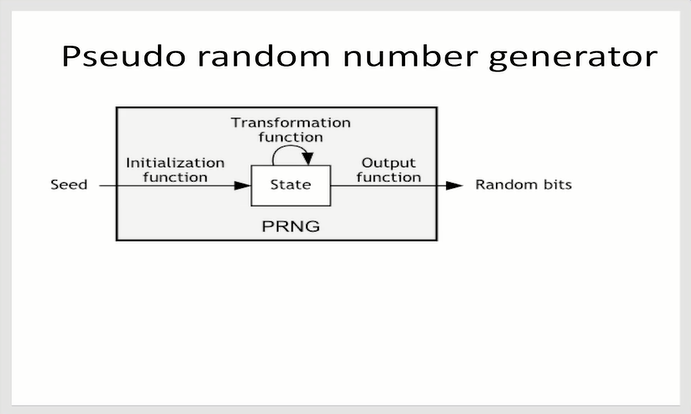 Pseudo random number generator
Transformation
function
Initialization
function
Output
function
Seed
State
Random bits
PRNG